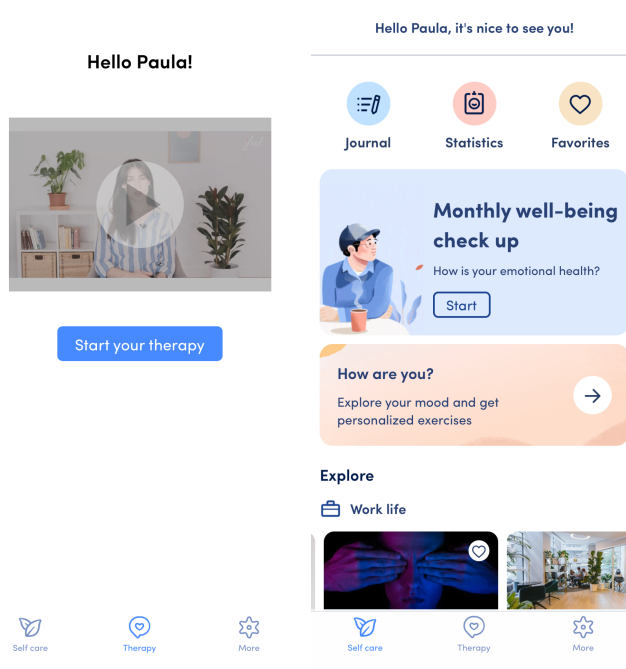 Hello Paula!
Start your therapy
Self care
Therapy
More
Hello Paula, it's nice to see you!
Journal
Statistics
Favorites
Monthly well-being
check up
How is your emotional health?
Start
How are you?
Explore your mood and get
personalized exercises
Explore
Work life
Self care
Therapy
More